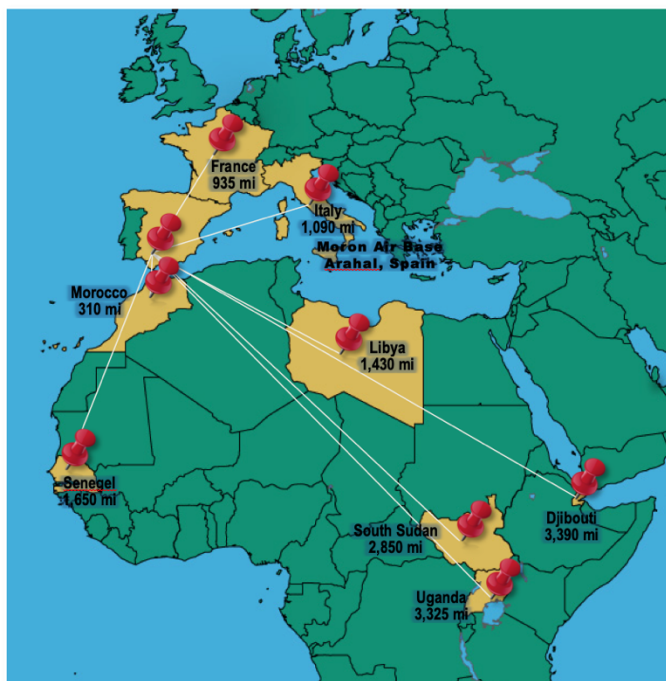 France
935 mi
Italy
1,090 mi
Moron Air Base
Arahal, Spain
Morocco
310 mi
Libya
1,430 mi
Senegel
1,650 mi
South Sudan
2,850 mi
Djibouti
3,390 mi
Uganda
3,325 mi